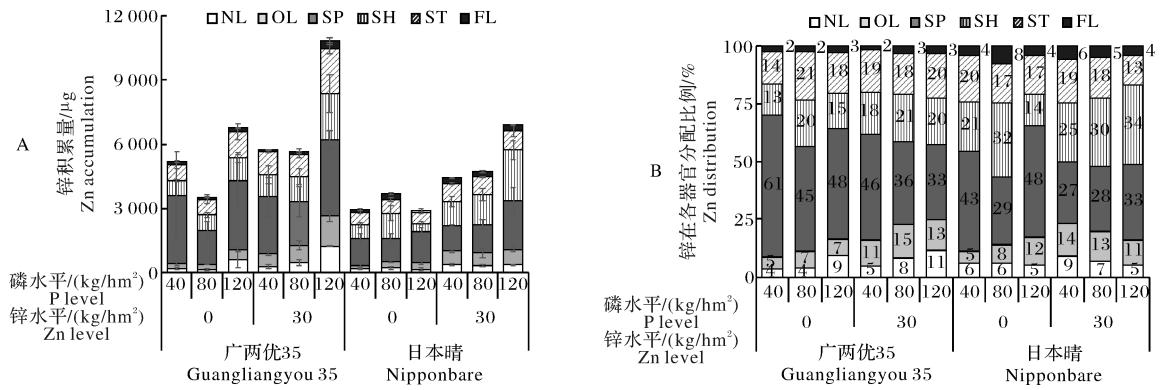 NL OL SP SH ST FL
12 000
9 000
6 000
3 000
0
锌积累量/μg
Zn accumulation
A
磷水平/(kg/hm²)
P level
40 80 120 40 80 120 40 80 120 40 80 120
锌水平/(kg/hm²)
Zn level
0 30 0 30
广两优35 日本晴
Guangliangyou 35 Nipponbare
NL OL SP SH ST FL
100
75
50
25
0
锌在各器官分配比例/%
Zn distribution
B
2 2 2 3 2 3 3 4 8 4 6 5 4
14 21 18 19 18 20 20 17 17 19 18 13
13 20 15 18 21 20 21 32 14 25 30 34
61 45 48 46 36 33 43 29 48 27 28 33
7 7 11 15 13 5 8 12 14 13 11
4 4 9 5 8 11 6 6 5 9 7 5
磷水平/(kg/hm²)
P level
40 80 120 40 80 120 40 80 120 40 80 120
锌水平/(kg/hm²)
Zn level
0 30 0 30
广两优35 日本晴
Guangliangyou 35 Nipponbare